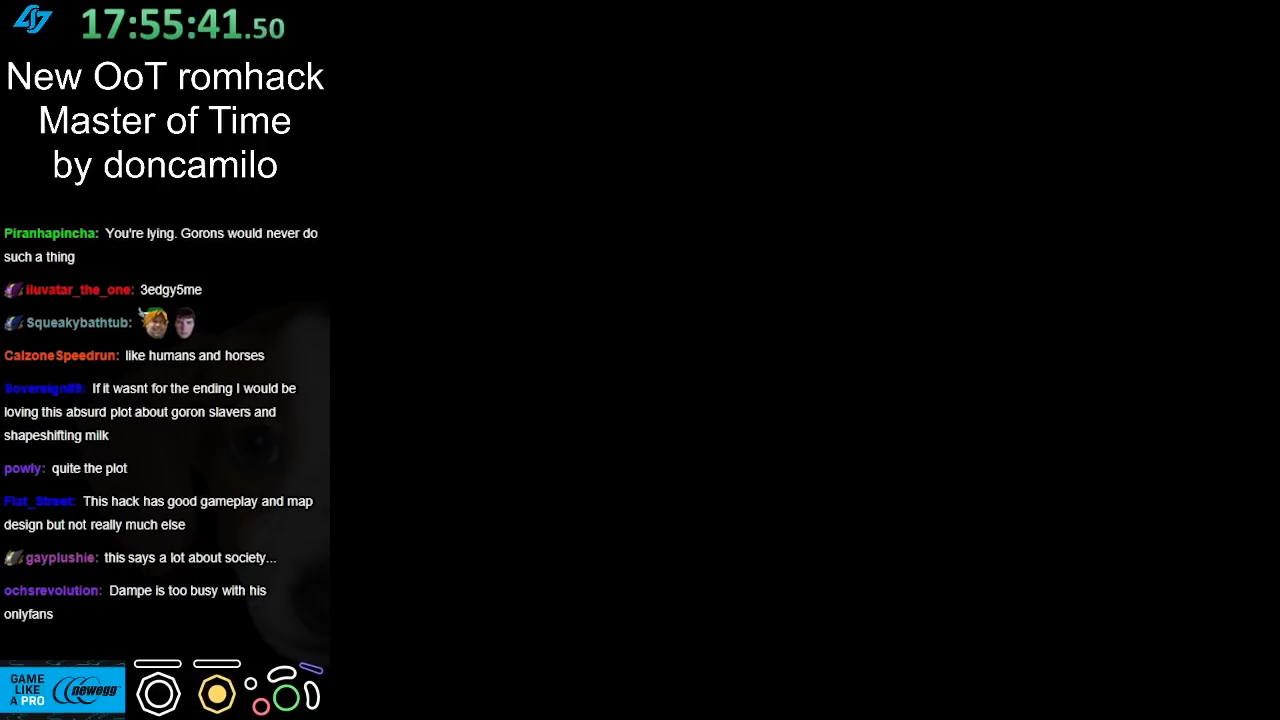 17:55:41.50
New OoT romhack
Master of Time
by doncamilo
Piranhapincha: You're lying. Gorons would never do
such a thing
iluvatar_the_one: 3edgy5me
Squeakybathtub:
CalzoneSpeedrun: like humans and horses
Sovereign89: If it wasnt for the ending I would be
loving this absurd plot about goron slavers and
shapeshifting milk
powly: quite the plot
Flat_Street: This hack has good gameplay and map
design but not really much else
gayplushie: this says a lot about society...
ochsrevolution: Dampe is too busy with his
onlyfans
GAME
LIKE
A PRO
newegg